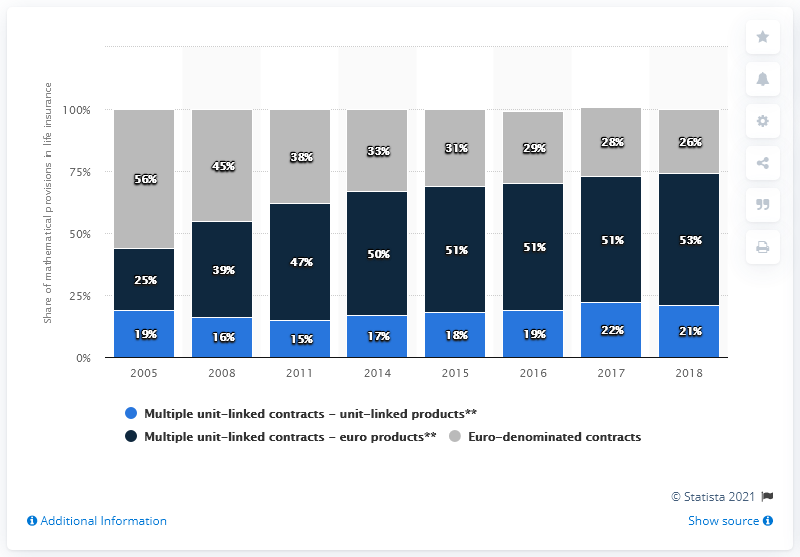 Share of mathematical provisions in life insurance
100%
75%
50%
25%
0%
56% 45% 38% 33% 31% 29% 28% 26%
25% 39% 47% 50% 51% 51% 51% 53%
19% 16% 15% 17% 18% 19% 22% 21%
2005 2008 2011 2014 2015 2016 2017 2018
Multiple unit-linked contracts - unit-linked products**
Multiple unit-linked contracts - euro products** Euro-denominated contracts
© Statista 2021
Additional Information Show source